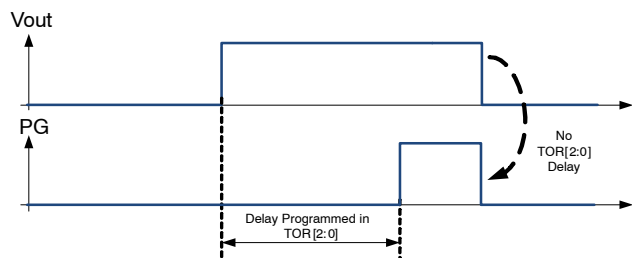 Vout
PG
No
TOR[2:0]
Delay
Delay Programmed in
TOR[2:0]